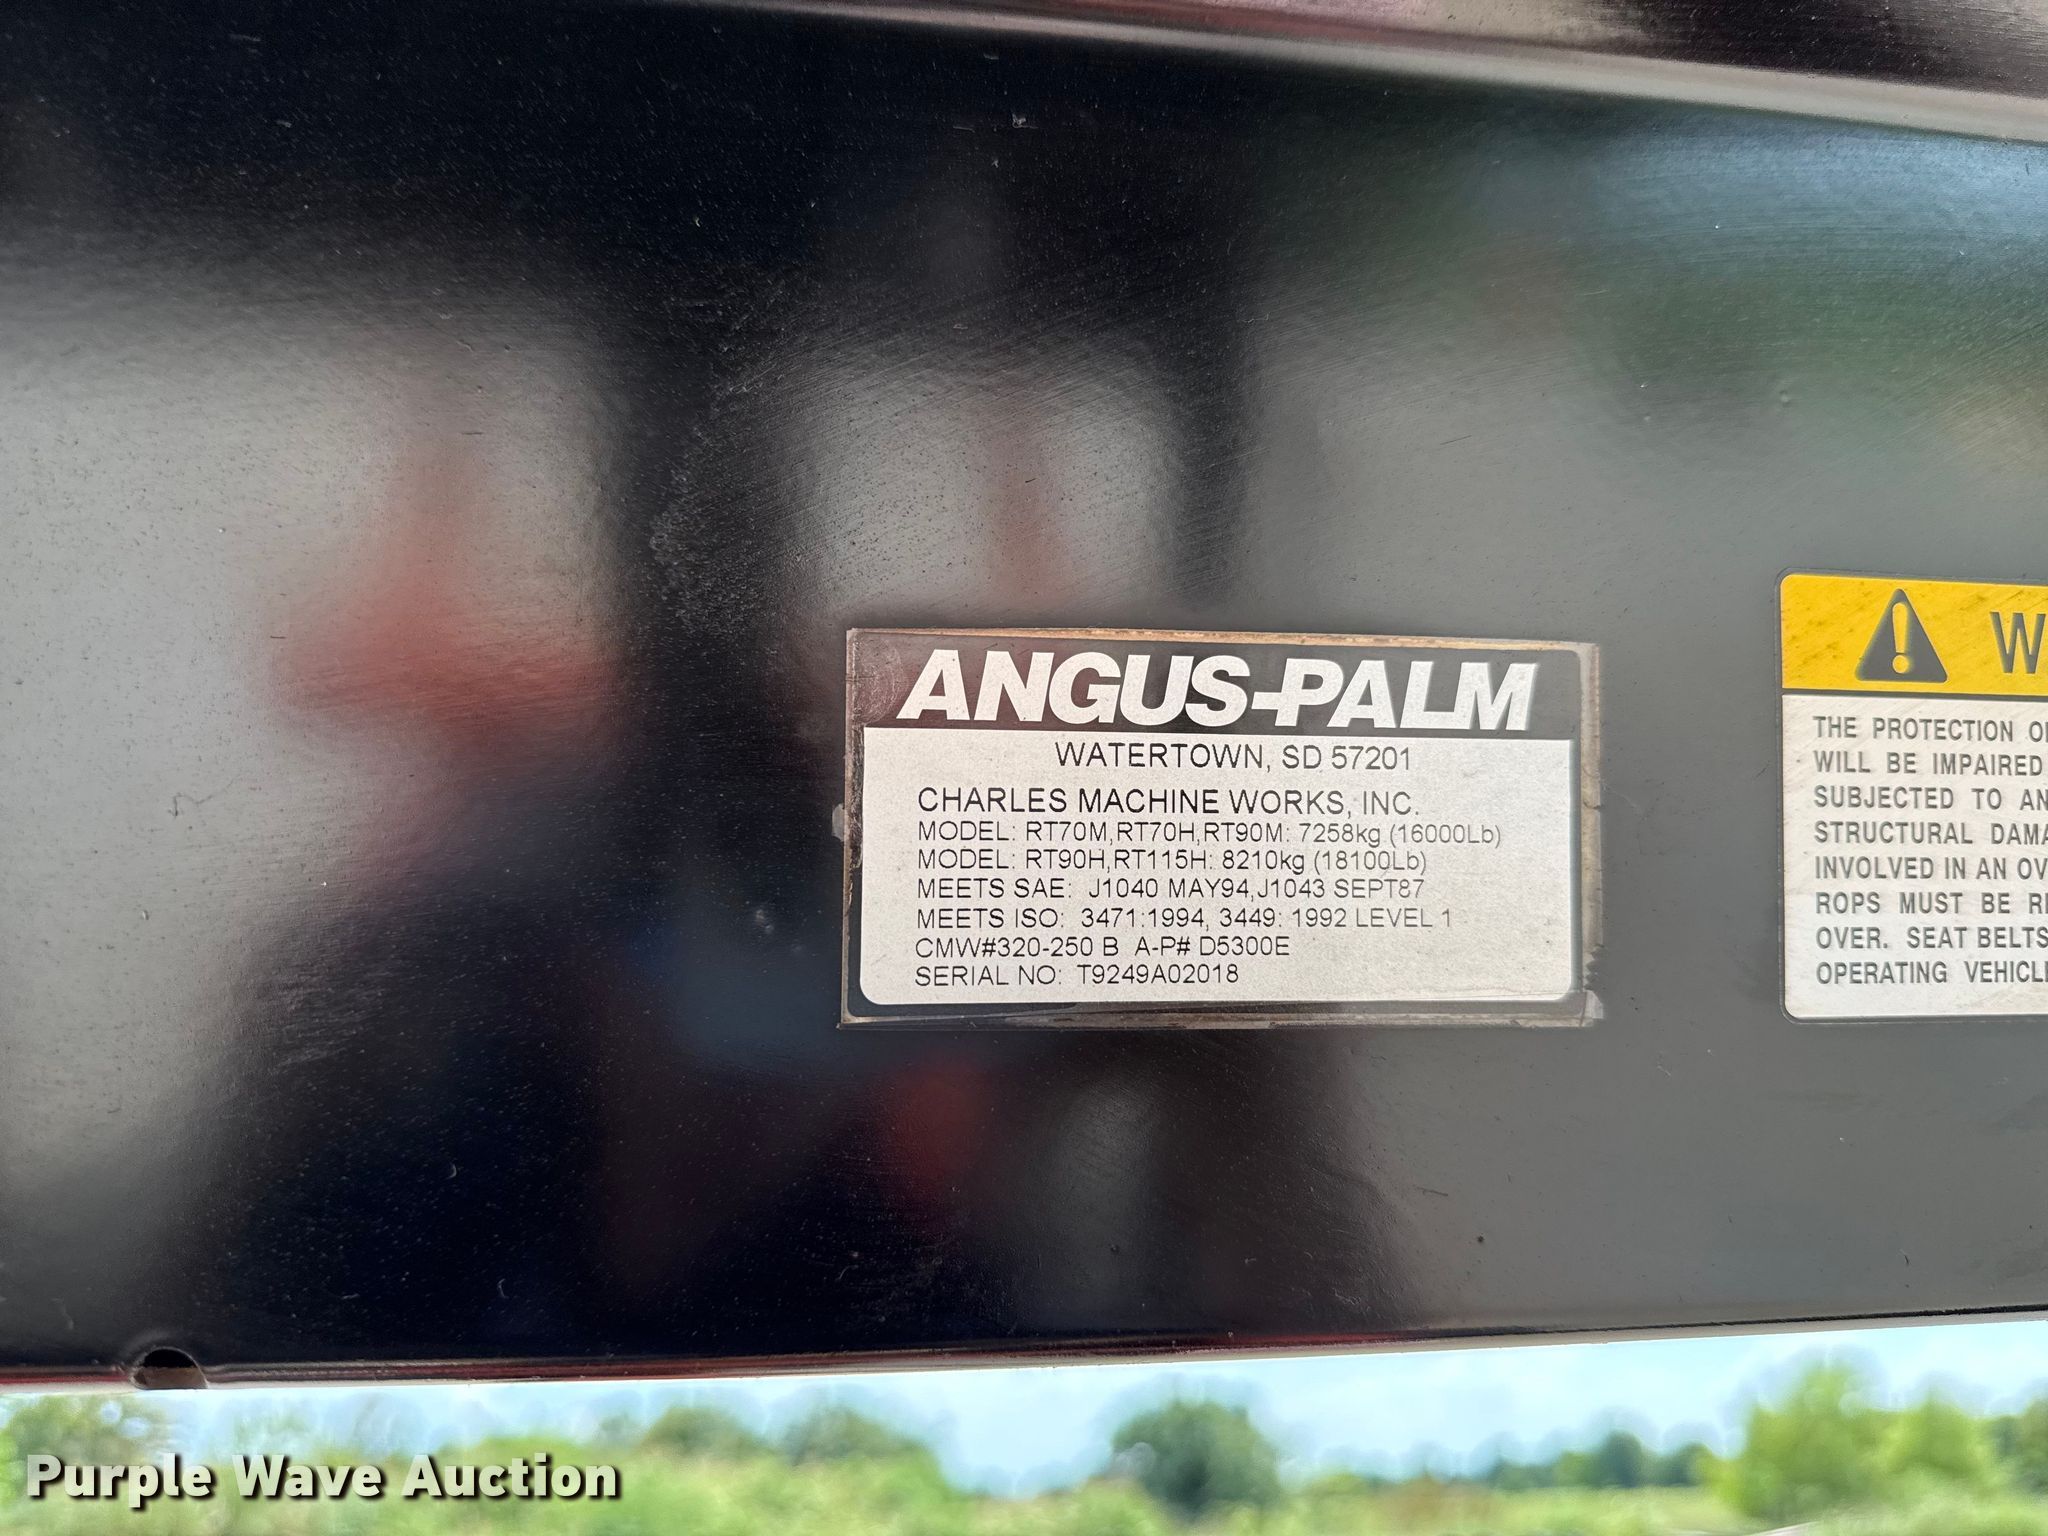 ANGUS-PALM
WATERTOWN, SD 57201
CHARLES MACHINE WORKS, INC.
MODEL: RT70M,RT70H,RT90M: 7258kg (16000Lb)
MODEL: RT90H,RT115H: 8210kg (18100Lb)
MEETS SAE: J1040 MAY94,J1043 SEPT87
MEETS ISO: 3471:1994, 3449: 1992 LEVEL 1
CMW#320-250 B A-P# D5300E
SERIAL NO: T9249A02018
THE PROTECTION
WILL BE IMPAIRED
SUBJECTED TO
STRUCTURAL
INVOLVED IN AN
ROPS MUST BE
OVER. SEAT BELTS
OPERATING
Purple Wave Auction